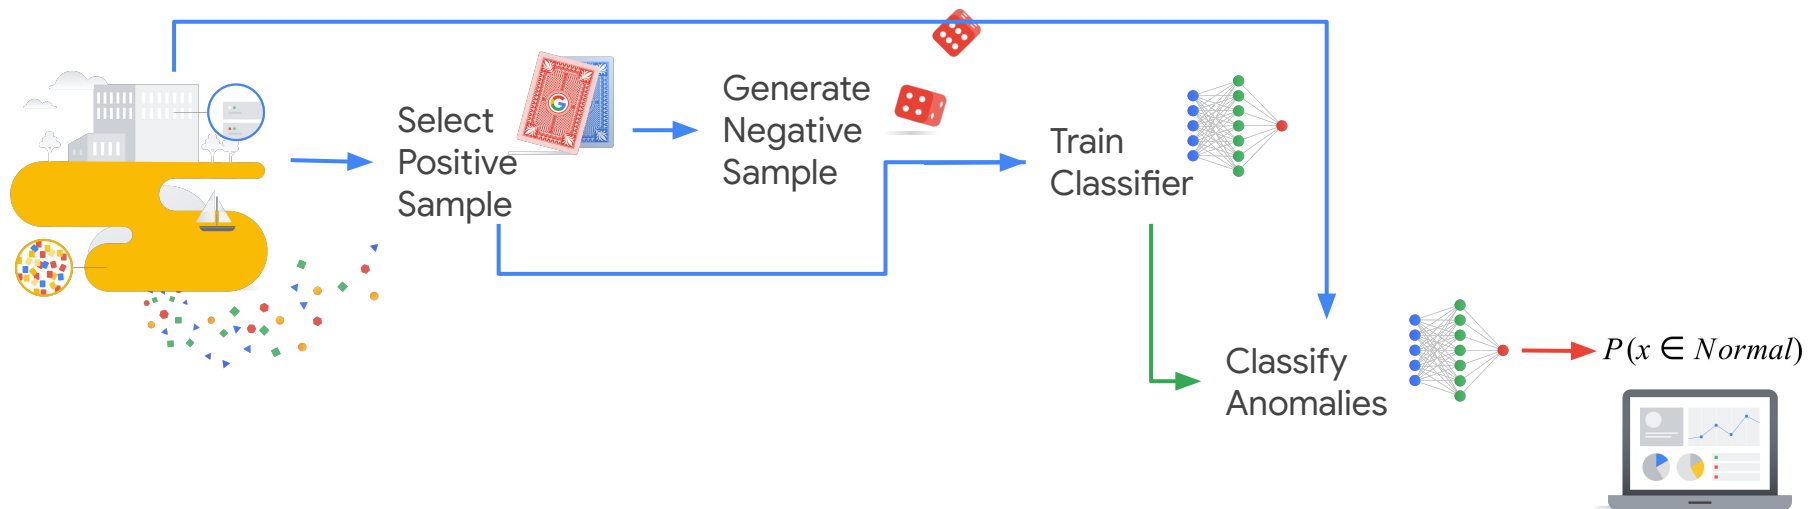 Select
Positive
Sample
G
Generate
Negative
Sample
Train
Classifier
Classify
Anomalies
P(x ∈ Normal)